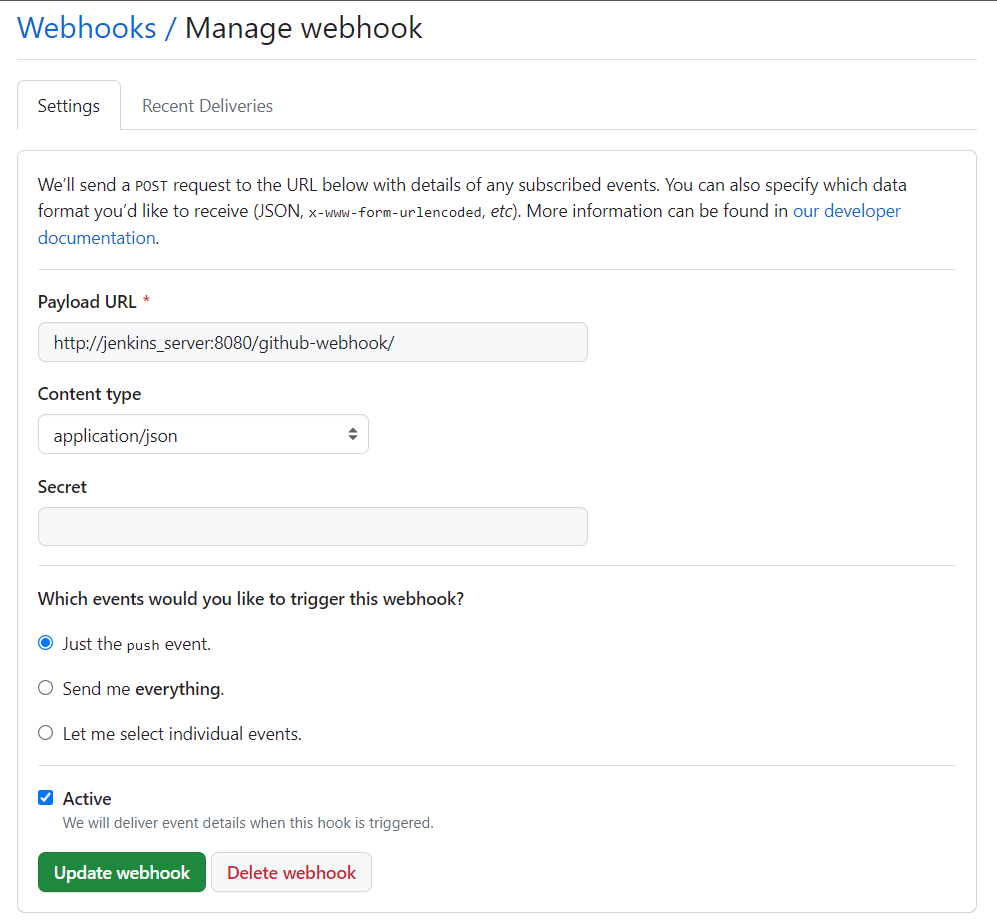 Webhooks / Manage webhook
Settings
Recent Deliveries
We’ll send a POST request to the URL below with details of any subscribed events. You can also specify which data
format you’d like to receive (JSON, x-www-form-urlencoded, etc). More information can be found in our developer
documentation.
Payload URL *
http://jenkins_server:8080/github-webhook/
Content type
application/json
Secret
Which events would you like to trigger this webhook?
Just the push event.
Send me everything.
Let me select individual events.
Active
We will deliver event details when this hook is triggered.
Update webhook
Delete webhook